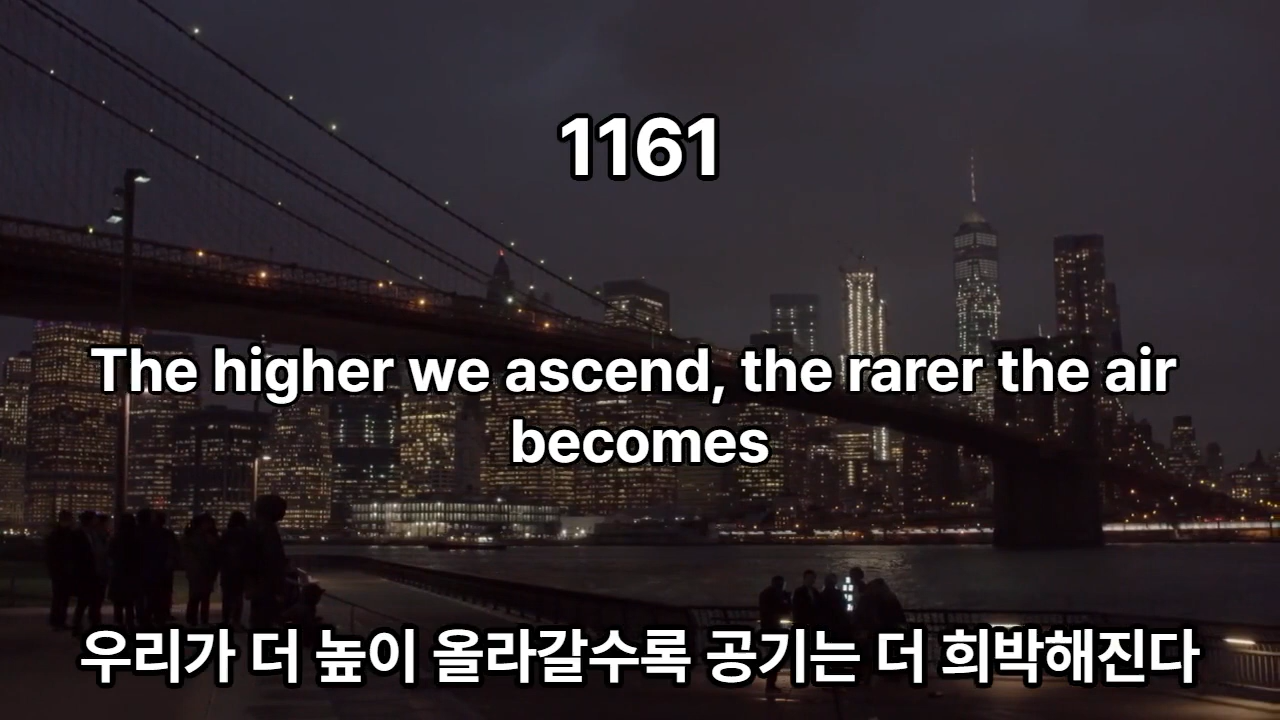 1161
The higher we ascend, the rarer the air
becomes
우리가 더 높이 올라갈수록 공기는 더 희박해진다